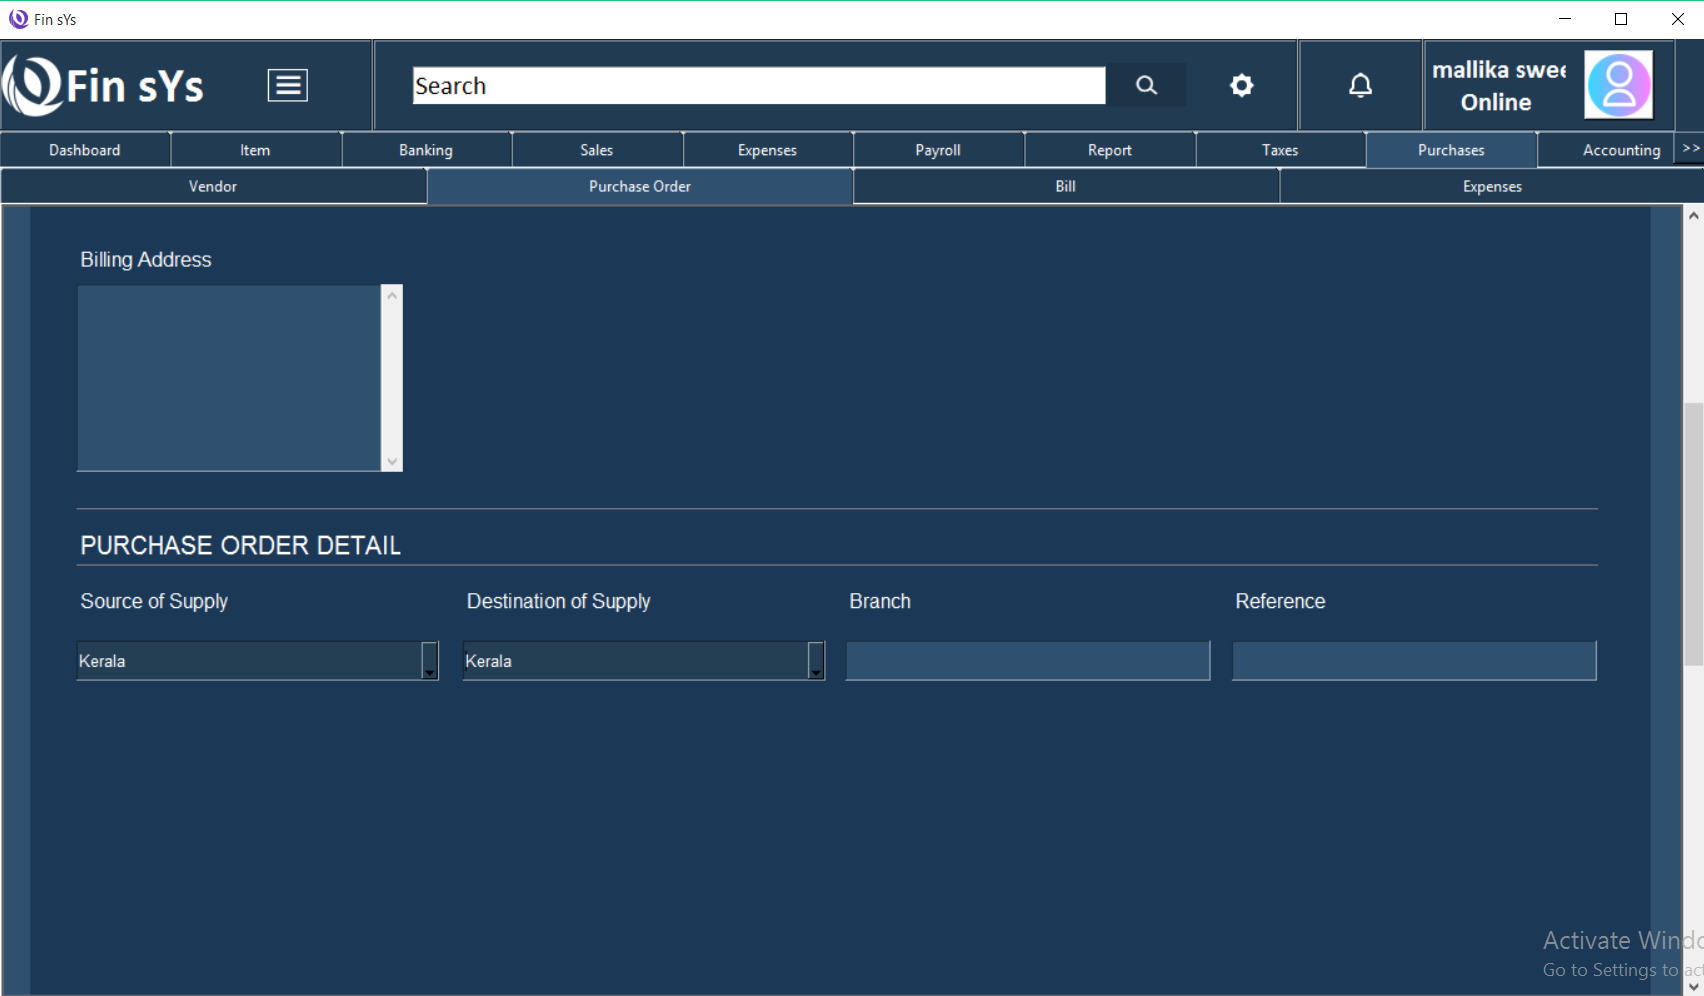 Fin sYs
Fin sYs
Search
mallika swee
Online
Dashboard Item Banking Sales Expenses Payroll Report Taxes Purchases Accounting >>
Vendor Purchase Order Bill Expenses
Billing Address
PURCHASE ORDER DETAIL
Source of Supply Destination of Supply Branch Reference
Kerala Kerala
Activate Windo
Go to Settings to act